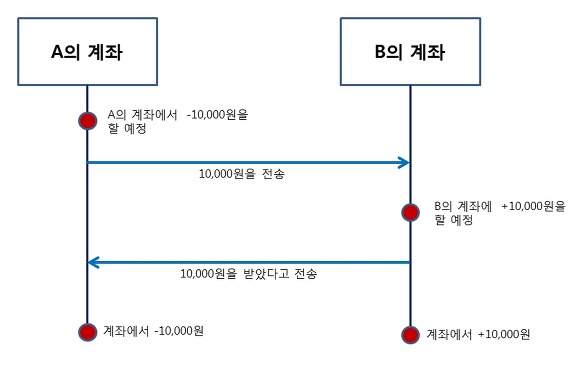 A의 계좌
B의 계좌
A의 계좌에서 -10,000원을
할 예정
10,000원을 전송
B의 계좌에 +10,000원을
할 예정
10,000원을 받았다고 전송
계좌에서 -10,000원
계좌에서 +10,000원